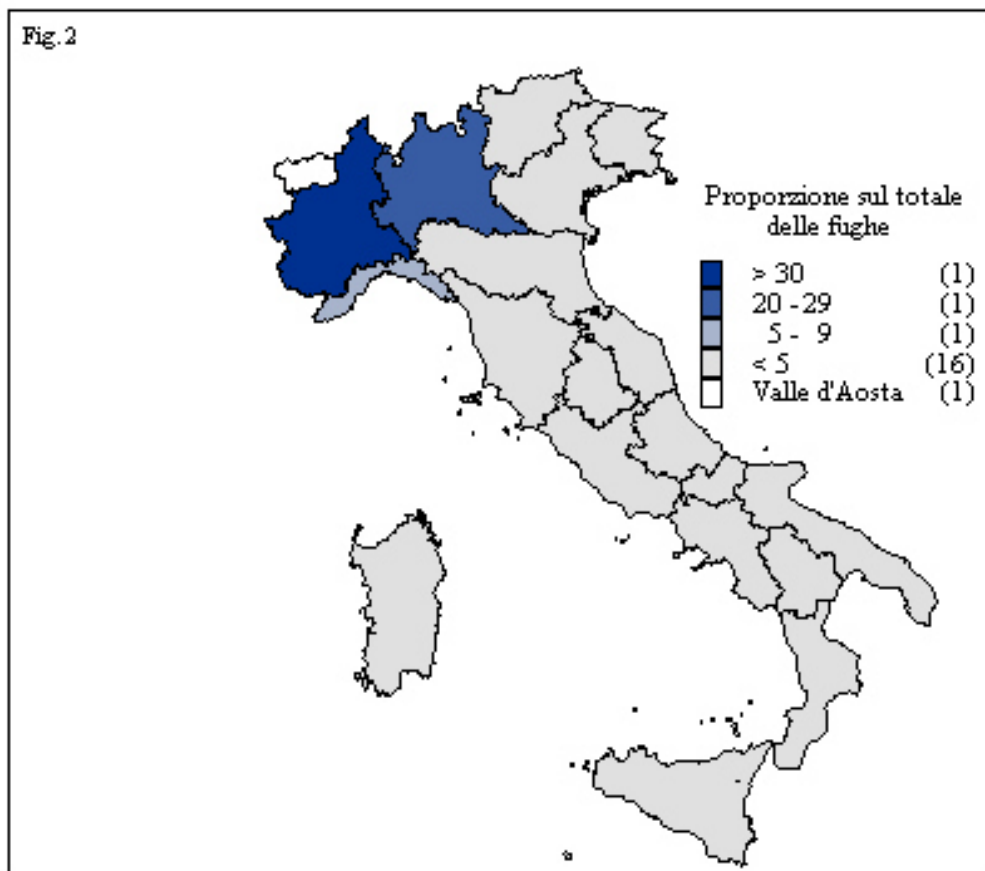 Fig.2
Proporzione sul totale
delle fughe
> 30 (1)
20 -29 (1)
5 - 9 (1)
< 5 (16)
Valle d'Aosta (1)